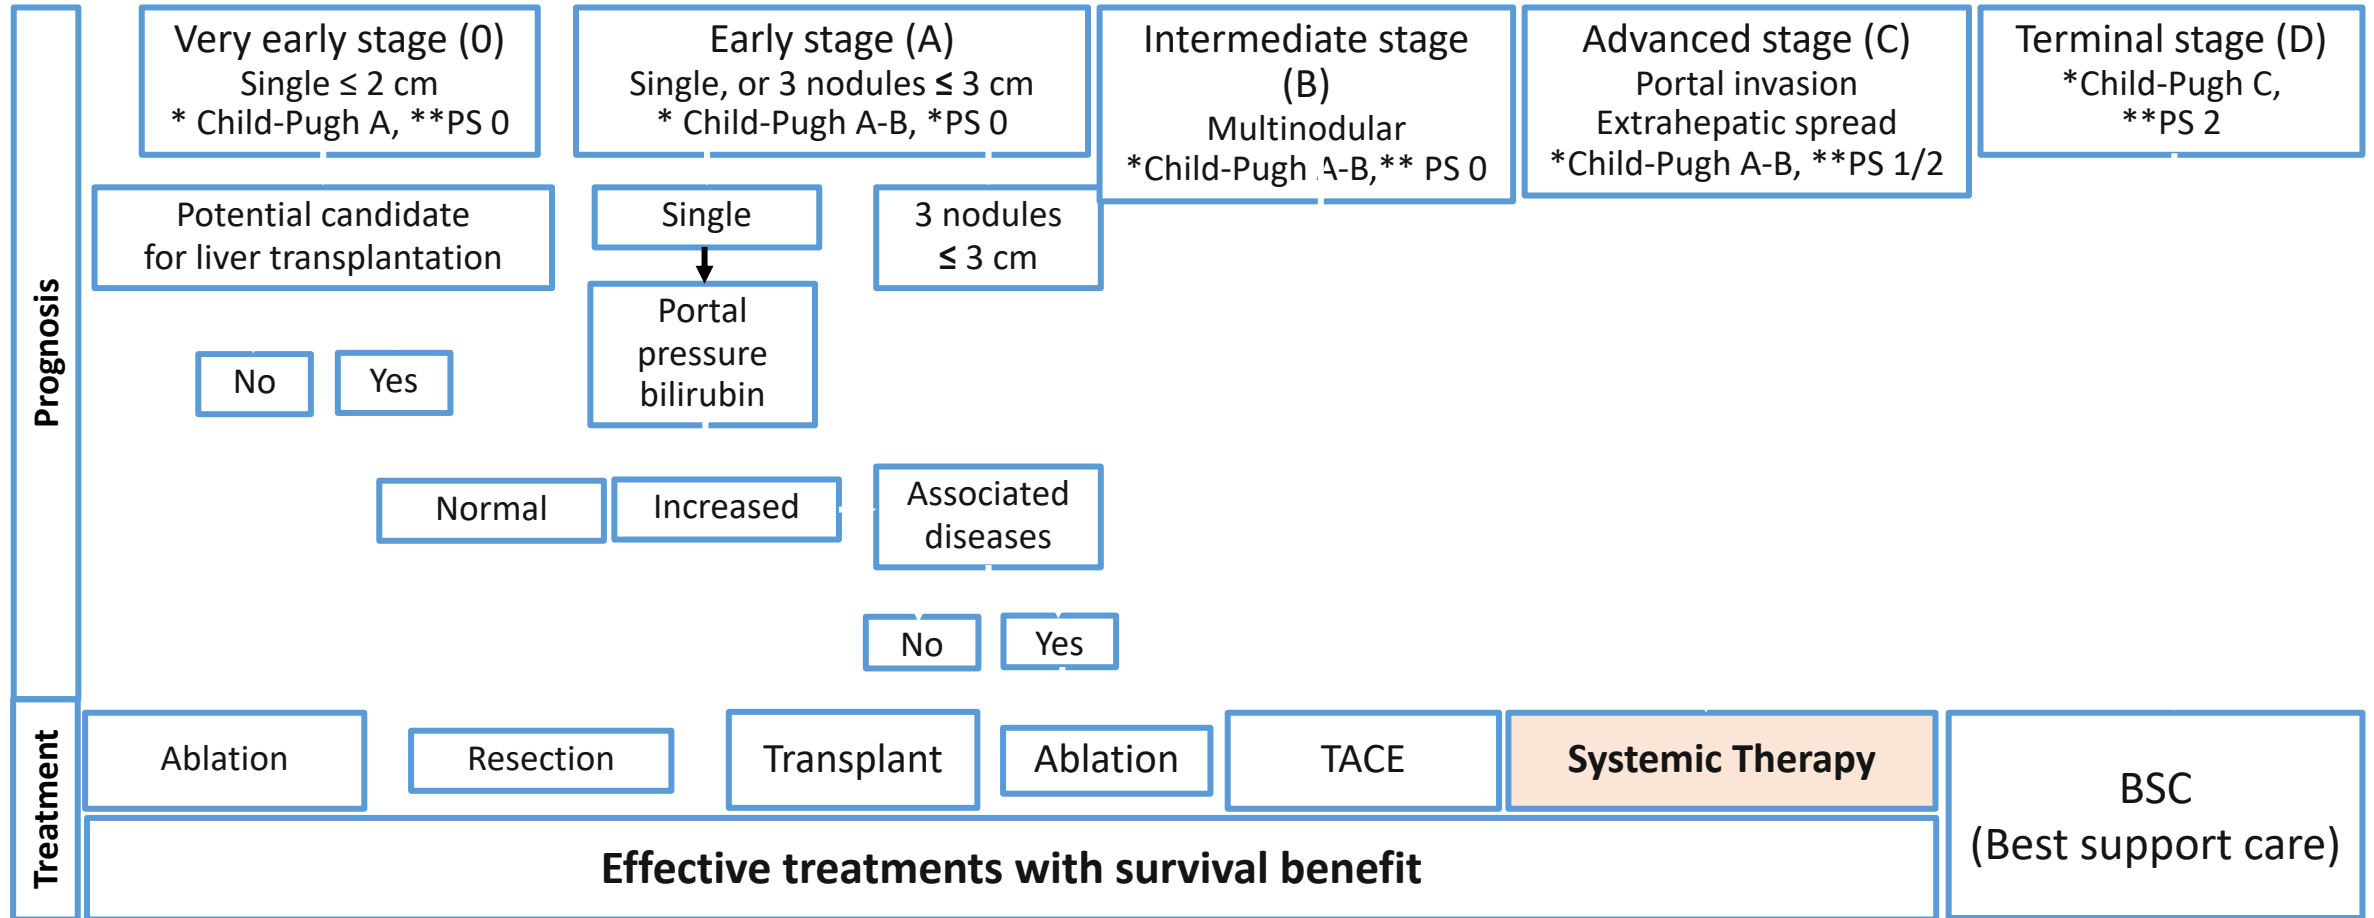 Very early stage (0)
Single ≤ 2 cm
* Child-Pugh A, **PS 0
Early stage (A)
Single, or 3 nodules ≤ 3 cm
* Child-Pugh A-B, *PS 0
Intermediate stage
(B)
Multinodular
*Child-Pugh A-B,** PS 0
Advanced stage (C)
Portal invasion
Extrahepatic spread
*Child-Pugh A-B, **PS 1/2
Terminal stage (D)
*Child-Pugh C,
**PS 2
Prognosis
Potential candidate
for liver transplantation
Single
3 nodules
≤ 3 cm
Portal
pressure
bilirubin
No
Yes
Normal
Increased
Associated
diseases
No
Yes
Treatment
Ablation
Resection
Transplant
Ablation
TACE
Systemic Therapy
BSC
(Best support care)
Effective treatments with survival benefit